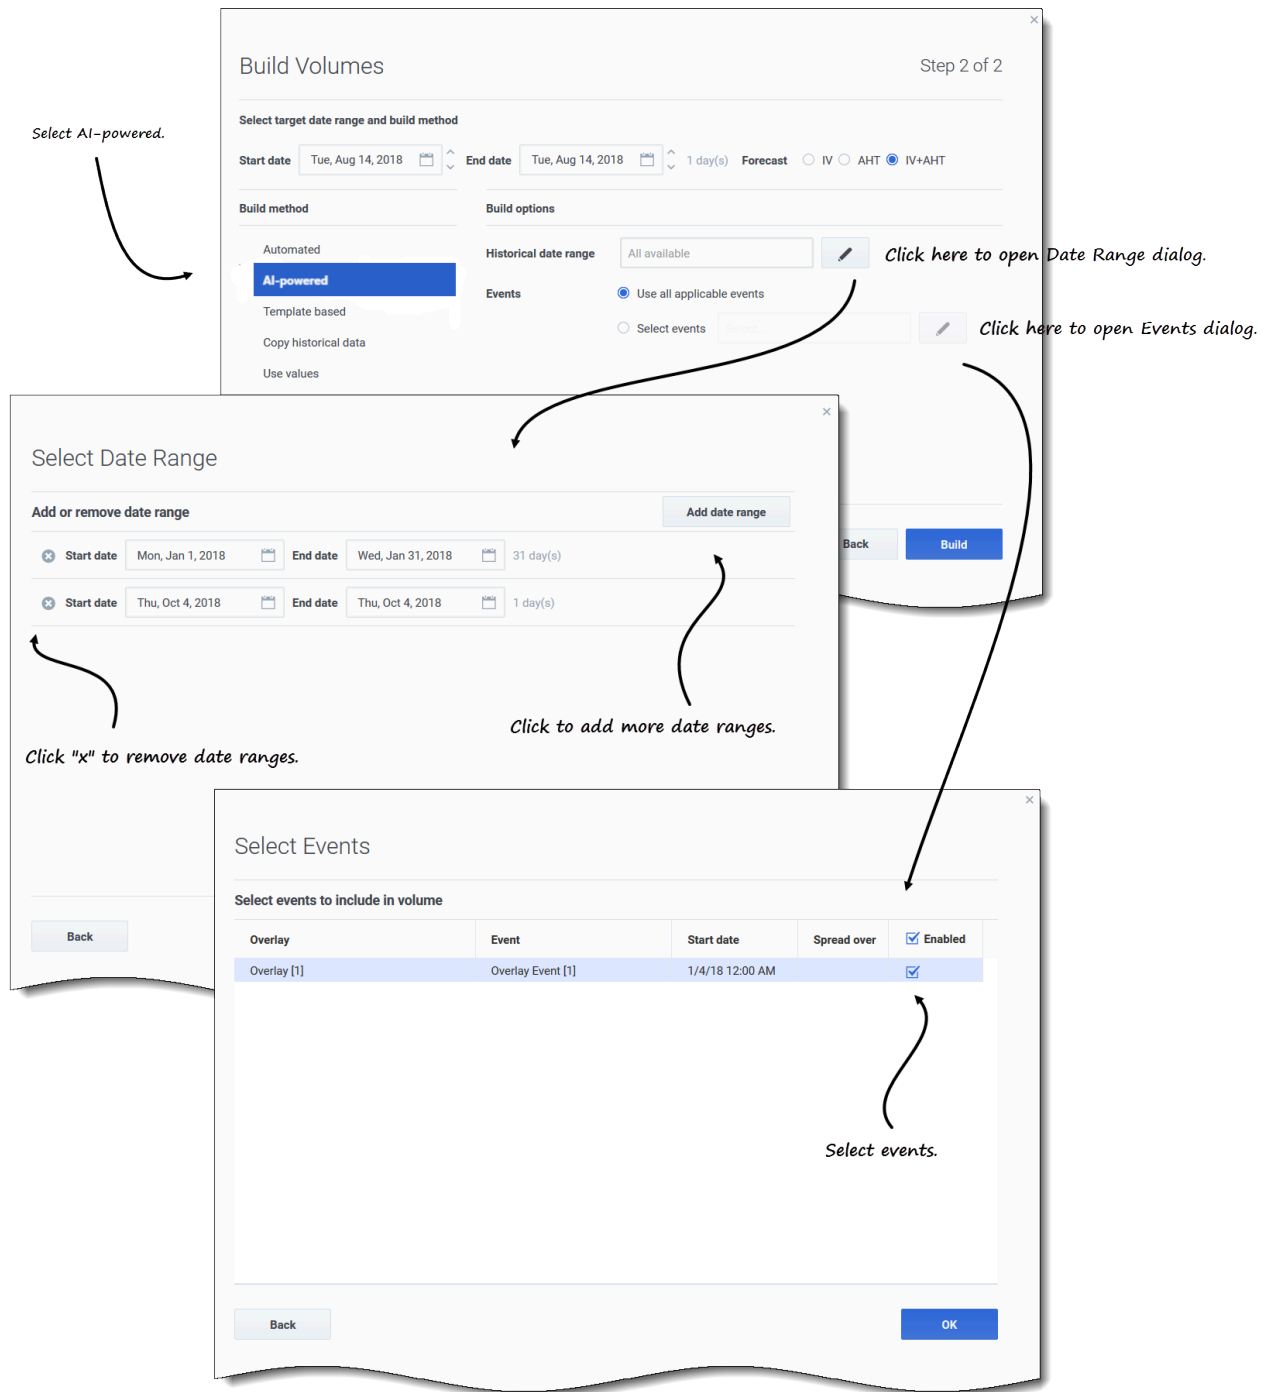 Build Volumes
Step 2 of 2
Select target date range and build method
Select AI-powered.
Start date Tue, Aug 14, 2018 End date Tue, Aug 14, 2018 1 day(s) Forecast IV AHT IV+AHT
Build method Build options
Automated
Historical date range All available
Click here to open Date Range dialog.
AI-powered
Events Use all applicable events
Template based
Select events Select...
Click here to open Events dialog.
Copy historical data
Use values
Select Date Range
Add or remove date range Add date range
Back Build
Start date Mon, Jan 1, 2018 End date Wed, Jan 31, 2018 31 day(s)
Start date Thu, Oct 4, 2018 End date Thu, Oct 4, 2018 1 day(s)
Click to add more date ranges.
Click "x" to remove date ranges.
Select Events
Select events to include in volume
Back
Overlay Event Start date Spread over Enabled
Overlay [1] Overlay Event [1] 1/4/18 12:00 AM
Select events.
Back OK